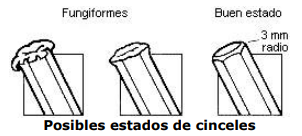 Fungiformes
Buen estado
3 mm
radio
Posibles estados de cinceles